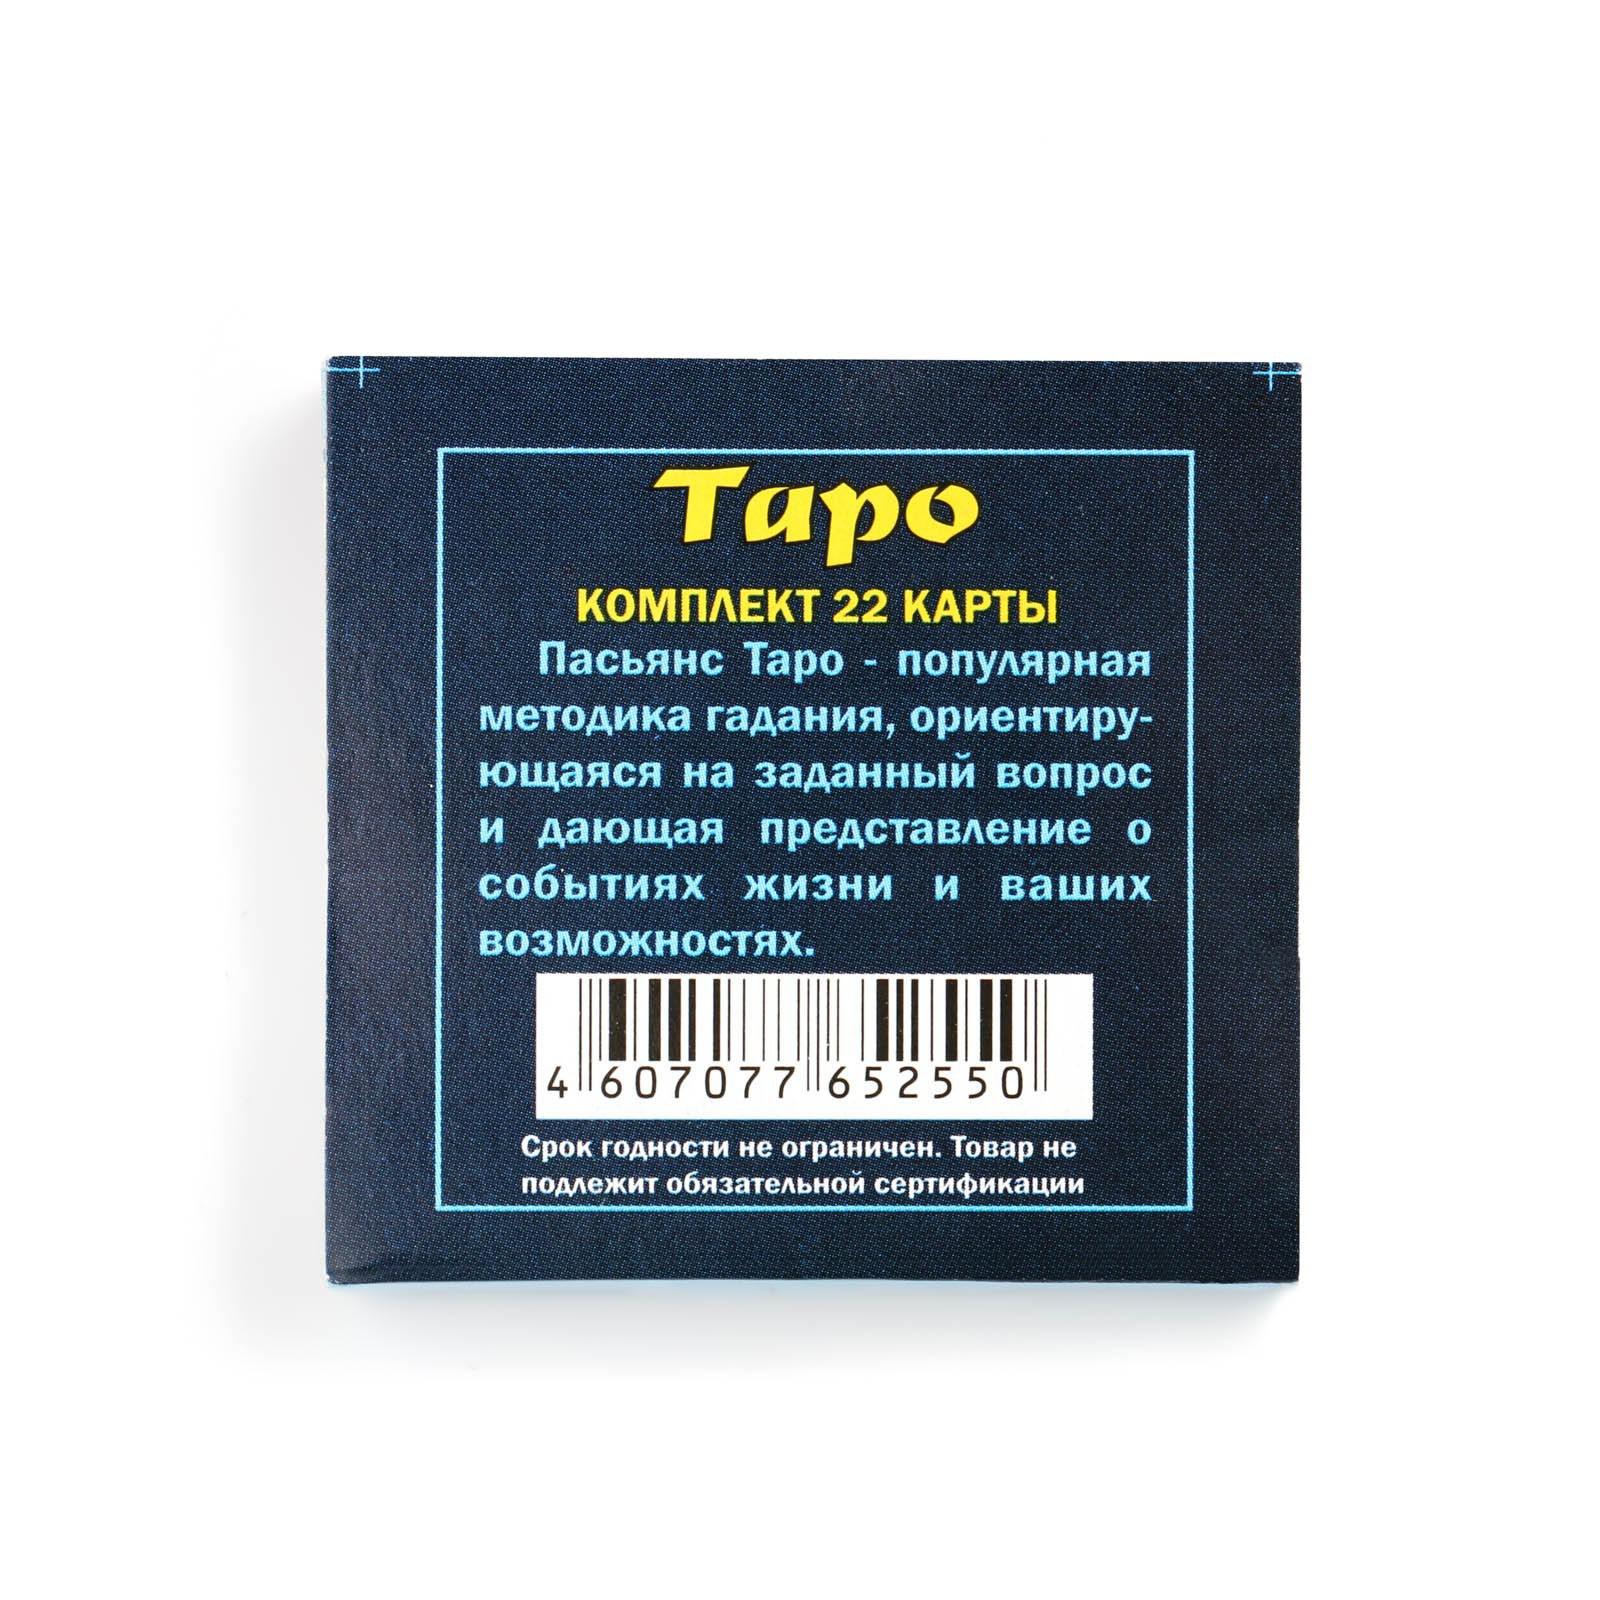 Таро
КОМПЛЕКТ 22 КАРТЫ
Пасьянс Таро - популярная
методика гадания, ориентиру-
ющаяся на заданный вопрос
и дающая представление о
событиях жизни и ваших
возможностях.
4 607077 652550
Срок годности не ограничен. Товар не
подлежит обязательной сертификации